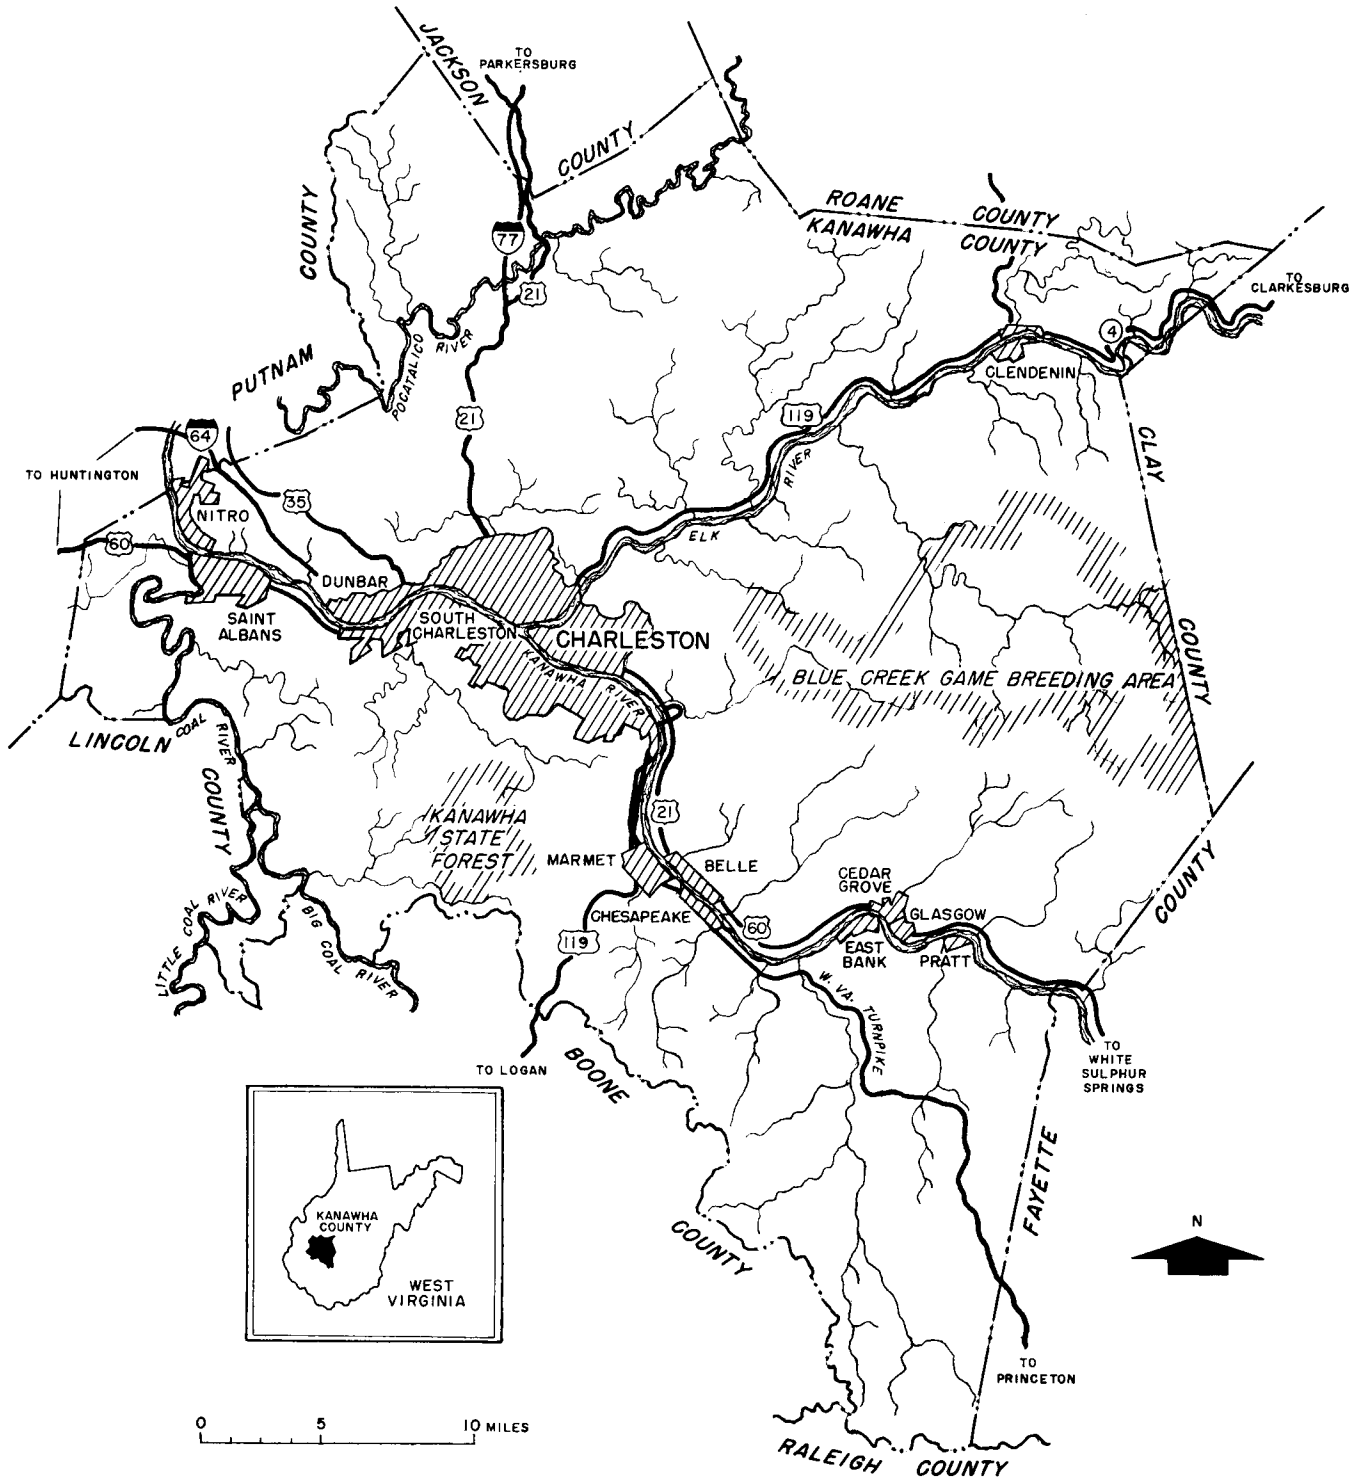 JACKSON
COUNTY
TO
PARKERSBURG
COUNTY
PUTNAM
77
21
POCATALICO
RIVER
ROANE
COUNTY
KANAWHA
COUNTY
TO
CLARKESBURG
4
CLENDENIN
119
RIVER
ELK
CLAY
COUNTY
21
64
TO HUNTINGTON
35
NITRO
60
DUNBAR
SAINT
ALBANS
SOUTH
CHARLESTON
CHARLESTON
KANAWHA
RIVER
BLUE CREEK GAME BREEDING AREA
LINCOLN
COUNTY
COAL
RIVER
KANAWHA
STATE
FOREST
21
MARMET
BELLE
CHESAPEAKE
60
CEDAR
GROVE
GLASGOW
EAST
BANK
PRATT
COUNTY
LITTLE COAL RIVER
BIG COAL RIVER
119
W. VA. TURNPIKE
TO LOGAN
TO
WHITE
SULPHUR
SPRINGS
BOONE
COUNTY
FAYETTE
KANAWHA
COUNTY
WEST
VIRGINIA
N
TO
PRINCETON
0 5 10 MILES
RALEIGH COUNTY